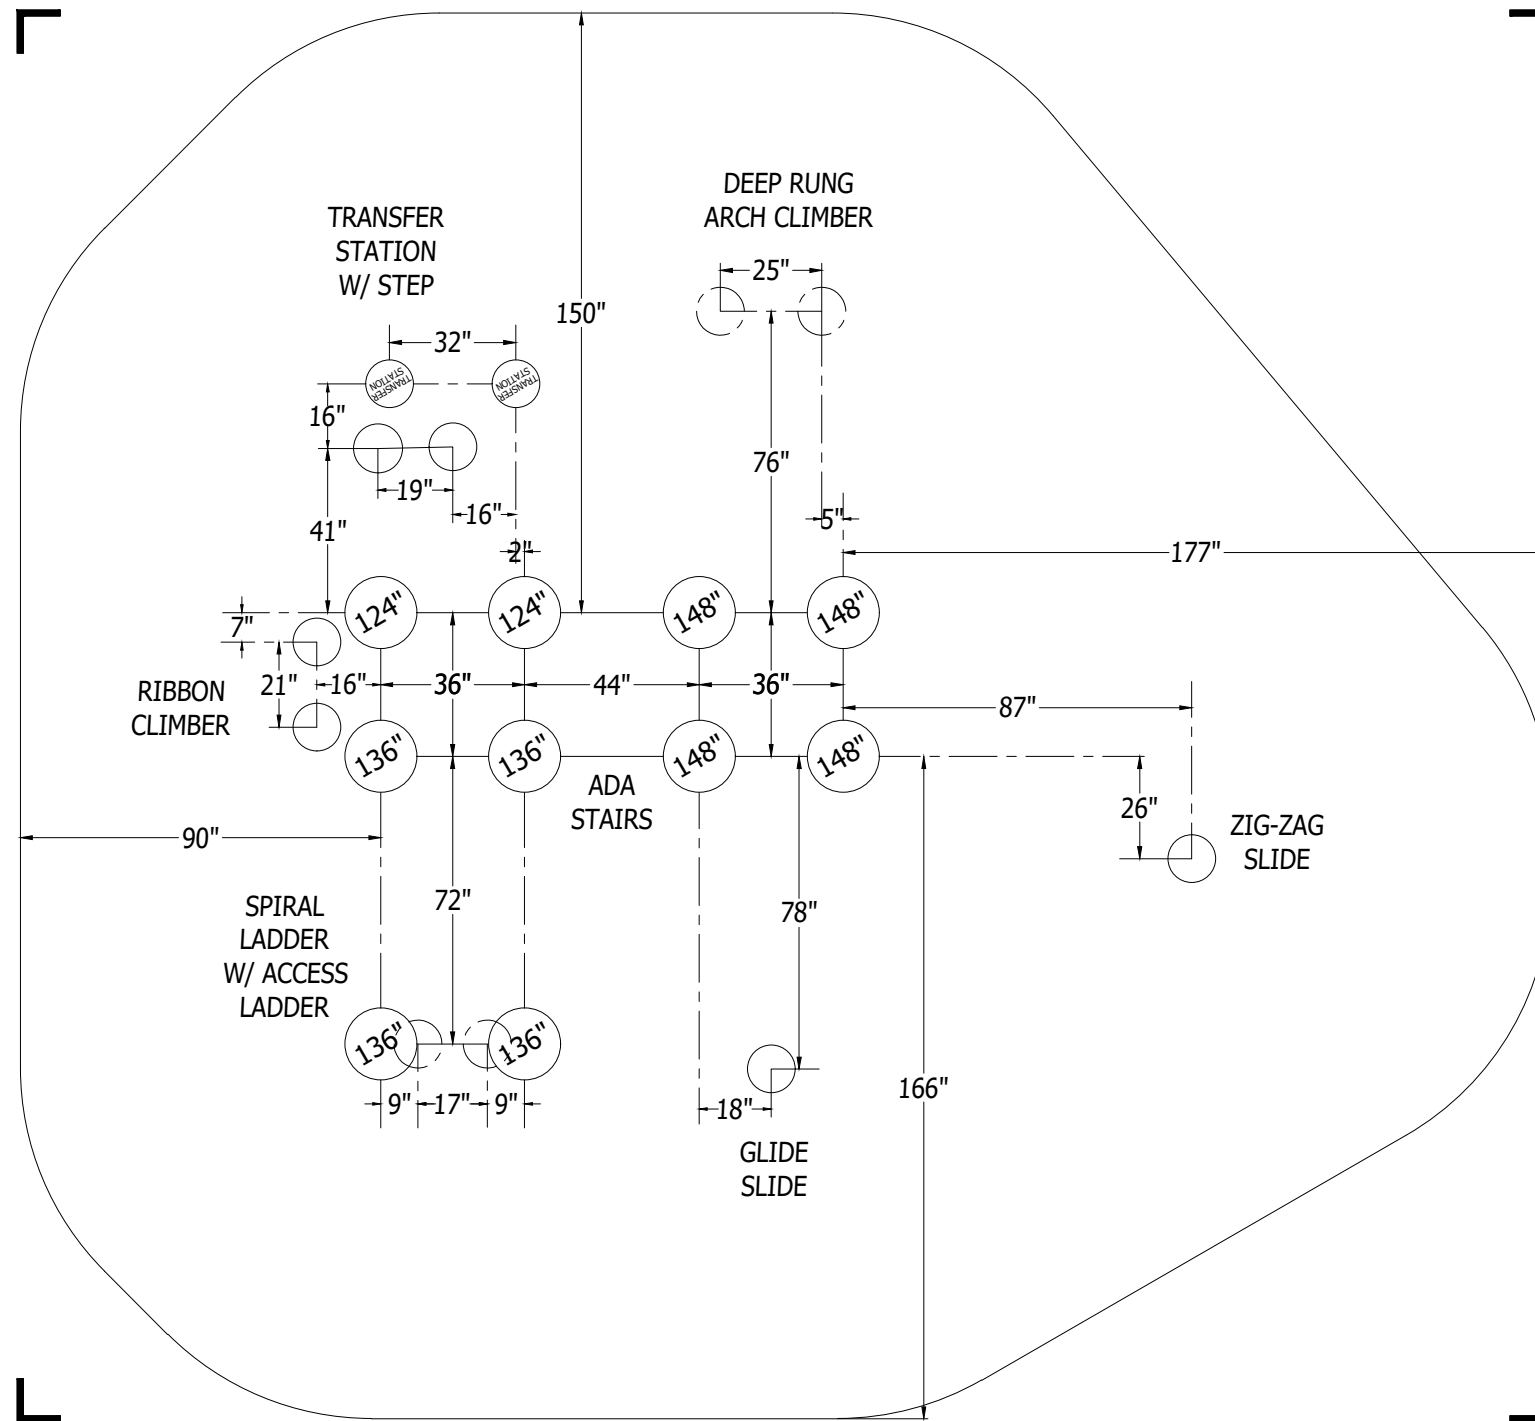 DEEP RUNG
ARCH CLIMBER
TRANSFER
STATION
W/ STEP
25"
150"
32"
TRANSFER
STATION
TRANSFER
STATION
16"
76"
19"
16"
5"
41"
2"
177"
124"
124"
148"
148"
7"
21"
16"
36"
44"
36"
RIBBON
CLIMBER
87"
136"
136"
148"
148"
ADA
STAIRS
26"
ZIG-ZAG
SLIDE
90"
72"
78"
SPIRAL
LADDER
W/ ACCESS
LADDER
136"
136"
166"
9"
17"
9"
18"
GLIDE
SLIDE